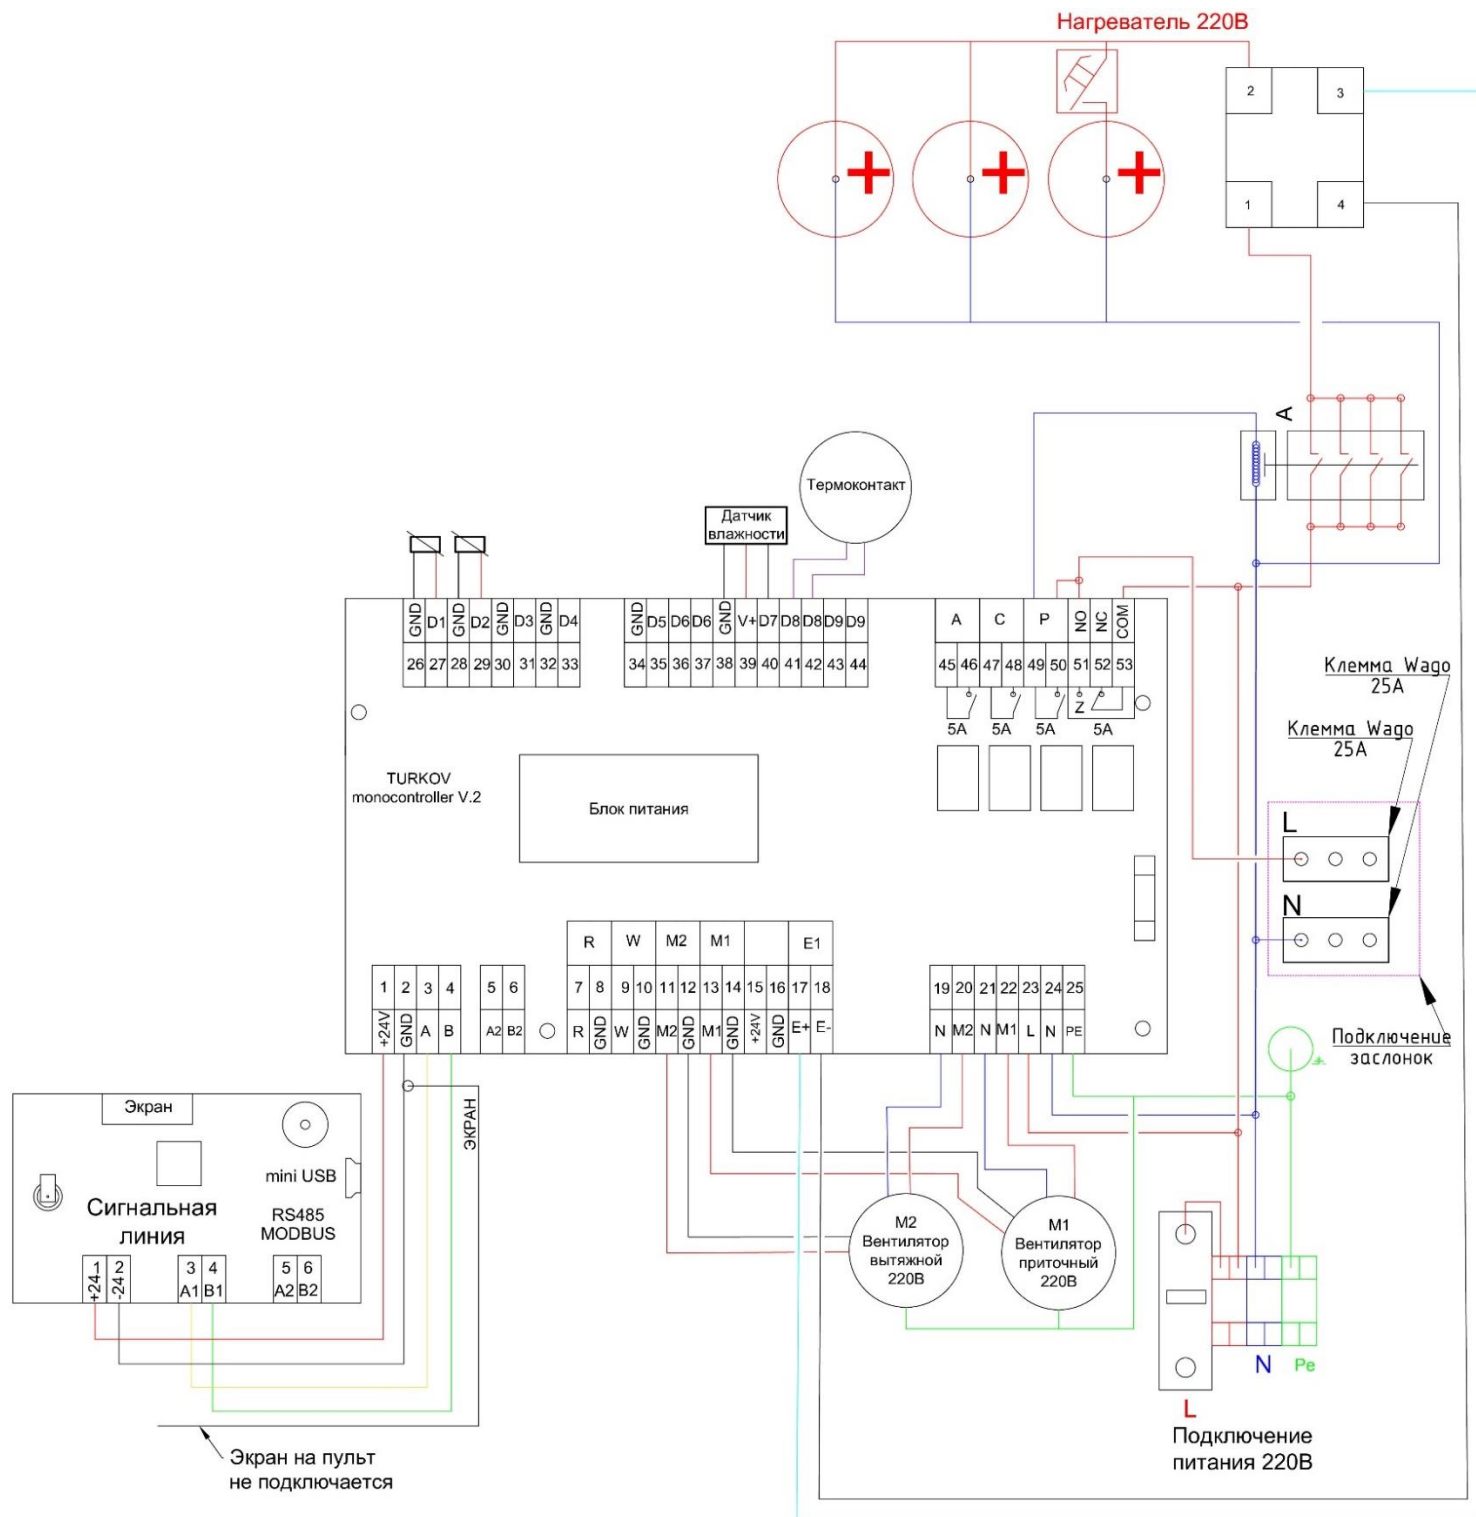 Нагреватель 220В
2
3
1
4
A
Термоконтакт
Датчик
влажности
GND D1 GND D2 GND D3 GND D4
26 27 28 29 30 31 32 33
GND D5 D6 D6 GND V+ D7 D8 D8 D9 D9
34 35 36 37 38 39 40 41 42 43 44
A C P NO NC COM
45 46 47 48 49 50 51 52 53
Z
5A 5A 5A 5A
Клемма Wago
25А
Клемма Wago
25А
TURKOV
monocontroller V.2
Блок питания
L
N
Подключение
заслонок
R W M2 M1 E1
1 2 3 4 5 6 7 8 9 10 11 12 13 14 15 16 17 18 19 20 21 22 23 24 25
+24V GND A B A2 B2 R GND W GND M2 GND M1 GND +24V GND E+ E- N M2 N M1 L N PE
Экран
ЭКРАН
mini USB
Сигнальная
линия
RS485
MODBUS
1 2 3 4 5 6
+24 -24 A1 B1 A2 B2
M2
Вентилятор
вытяжной
220В
M1
Вентилятор
приточный
220В
N Pe
L
Подключение
питания 220В
Экран на пульт
не подключается